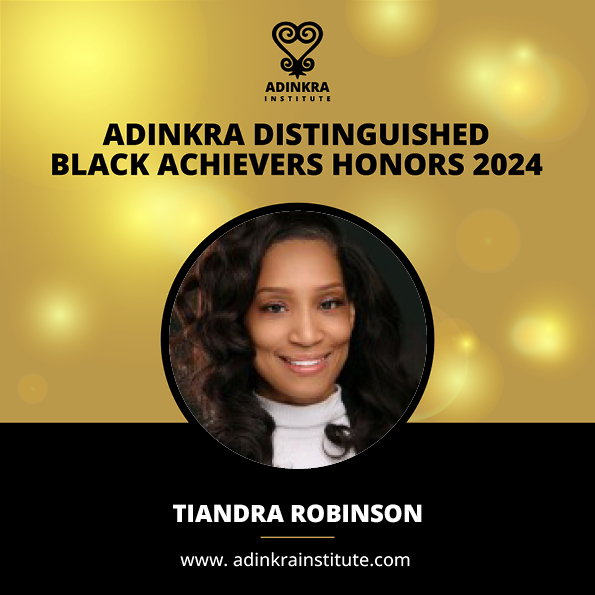 ADINKRA
INSTITUTE
ADINKRA DISTINGUISHED
BLACK ACHIEVERS HONORS 2024
TIANDRA ROBINSON
www. adinkrainstitute.com